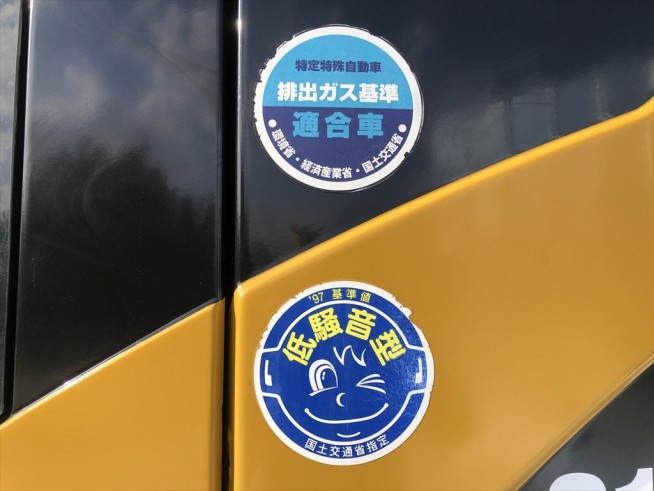 特定特殊自動車
排出ガス基準
適合車
・環境省・経済産業省・国土交通省・
'97 基準値
低騒音型
国土交通省指定